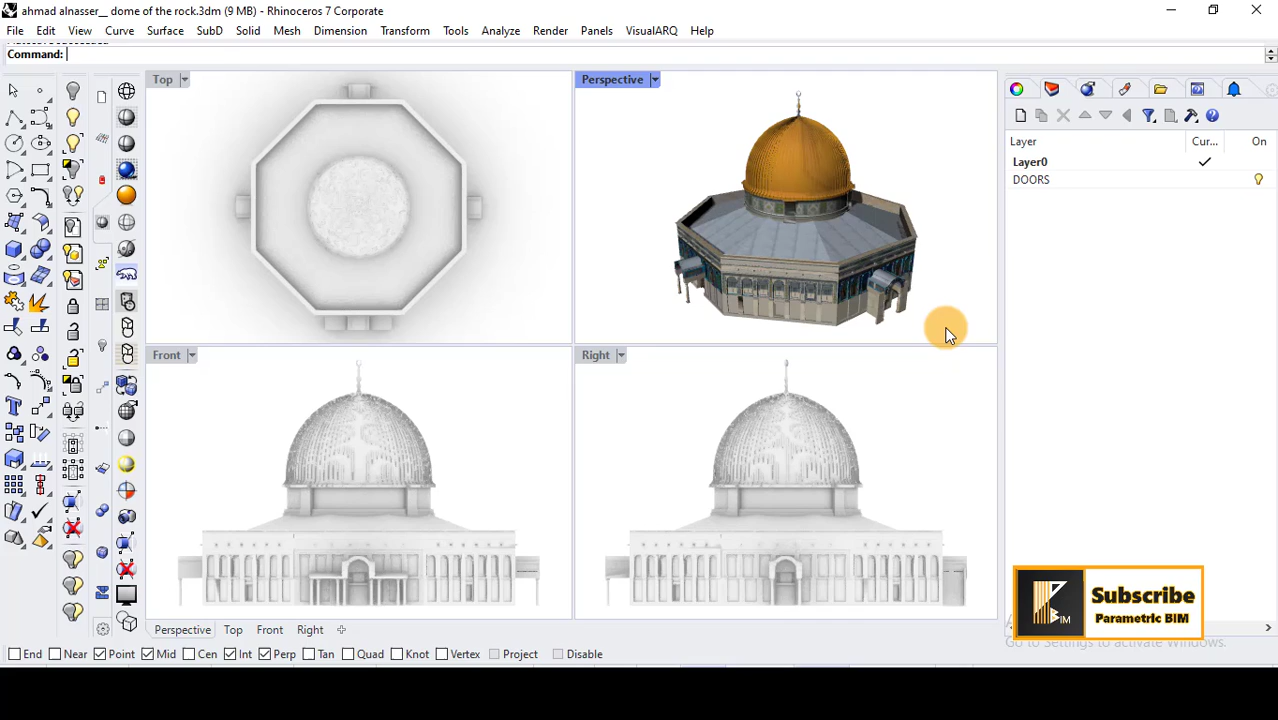 ahmad alnasser__ dome of the rock.3dm (9 MB) - Rhinoceros 7 Corporate
File Edit View Curve Surface SubD Solid Mesh Dimension Transform Tools Analyze Render Panels VisualARQ Help
Command:
Top
Perspective
Layer Cur... On
Layer0
DOORS
Front
Right
Subscribe
Parametric BIM
BIM
Perspective Top Front Right
Go to Settings to activate Windows.
End Near Point Mid Cen Int Perp Tan Quad Knot Vertex Project Disable